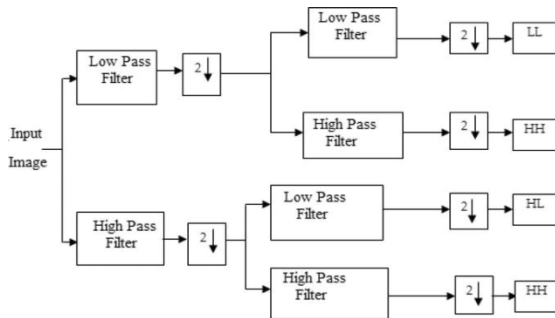 Low Pass
Filter
2
LL
Low Pass
Filter
2
High Pass
Filter
2
HH
Input
Image
Low Pass
Filter
2
HL
High Pass
Filter
2
High Pass
Filter
2
HH